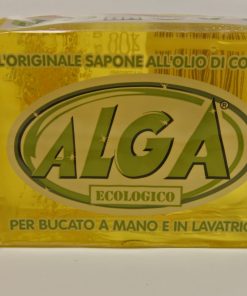 L'ORIGINALE SAPONE ALL'OLIO DI CO
ALGA®
ECOLOGICO
PER BUCATO A MANO E IN LAVATRIC